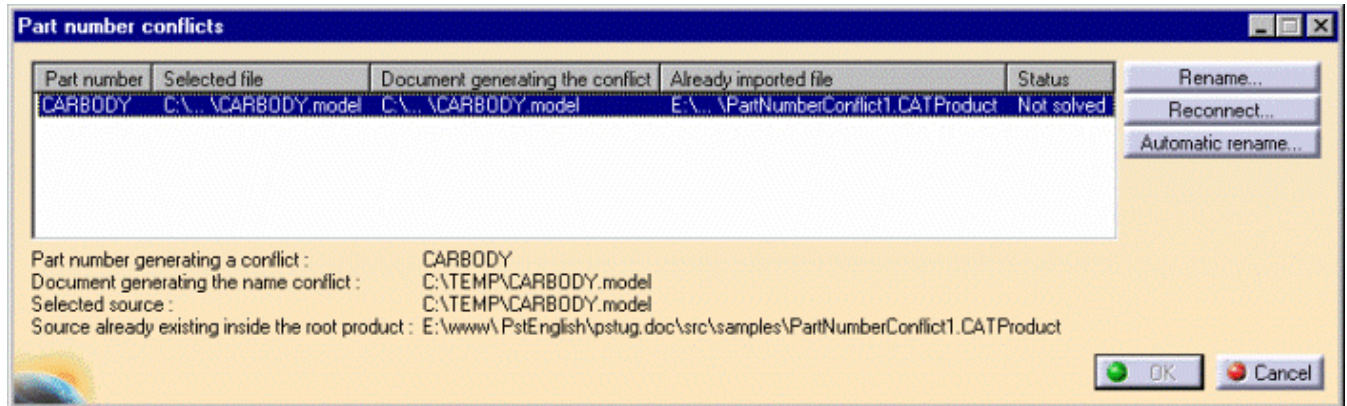 Part number conflicts
Part number Selected file Document generating the conflict Already imported file Status
CARBODY C:\... \CARBODY.model C:\... \CARBODY.model E:\... \PartNumberConflict1.CATProduct Not solved
Rename...
Reconnect...
Automatic rename...
Part number generating a conflict : CARBODY
Document generating the name conflict : C:\TEMP\CARBODY.model
Selected source : C:\TEMP\CARBODY.model
Source already existing inside the root product : E:\www\PstEnglish\pstug.doc\src\samples\PartNumberConflict1.CATProduct
OK Cancel